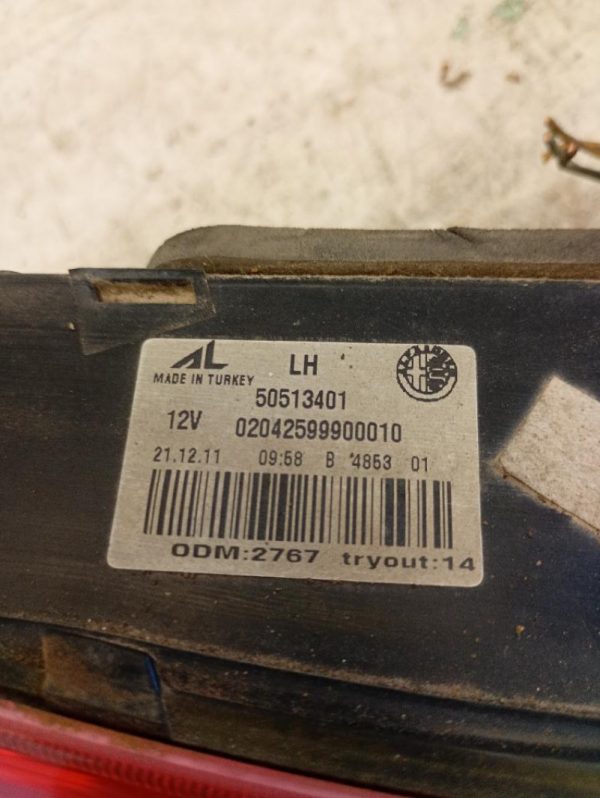 AL LH
MADE IN TURKEY
50513401
12V 02042599900010
21.12.11 09:58 B 4853 01
ODM:2767 tryout:14